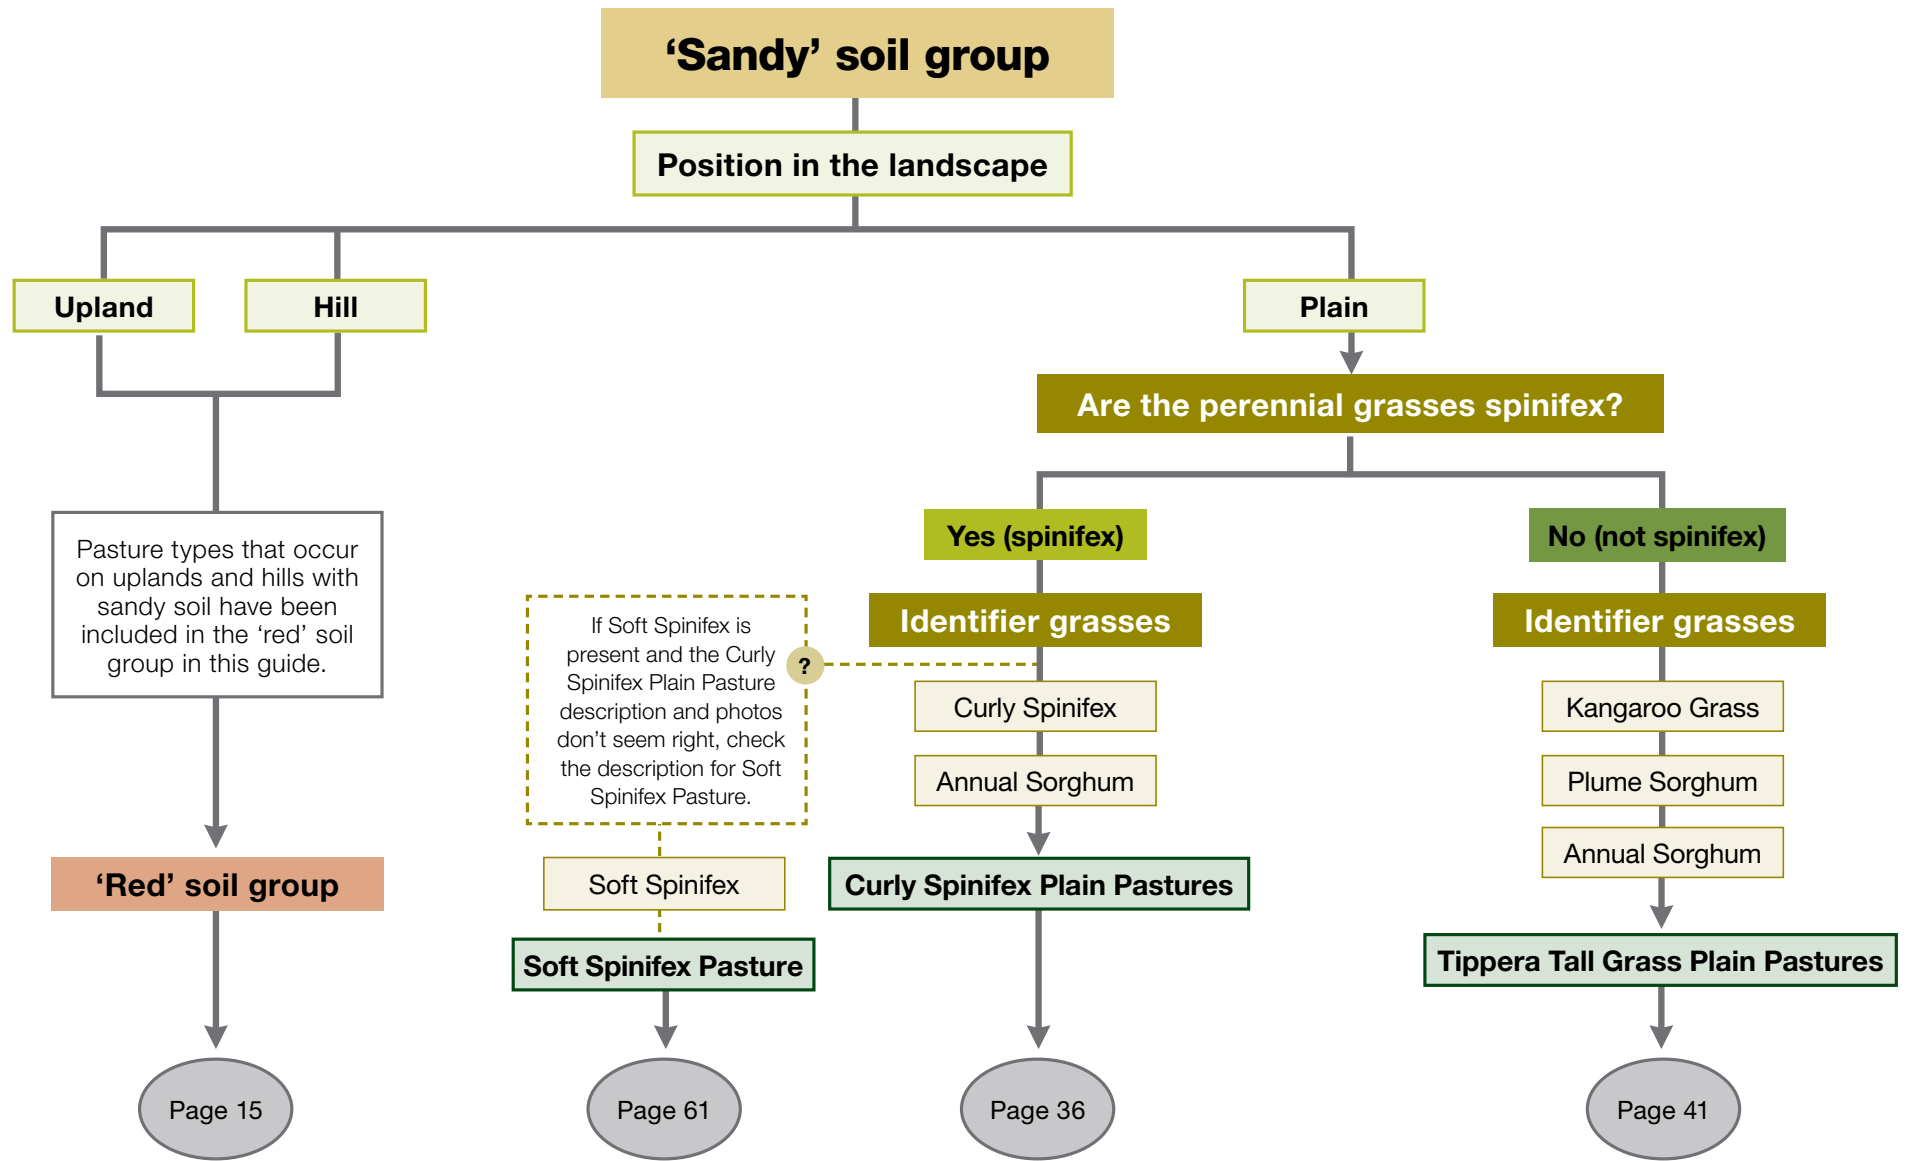 ‘Sandy’ soil group
Position in the landscape
Upland
Hill
Plain
Are the perennial grasses spinifex?
Pasture types that occur
on uplands and hills with
sandy soil have been
included in the ‘red’ soil
group in this guide.
‘Red’ soil group
Page 15
Yes (spinifex)
Identifier grasses
If Soft Spinifex is
present and the Curly
Spinifex Plain Pasture
description and photos
don’t seem right, check
the description for Soft
Spinifex Pasture.
?
Soft Spinifex
Soft Spinifex Pasture
Page 61
Curly Spinifex
Annual Sorghum
Curly Spinifex Plain Pastures
Page 36
No (not spinifex)
Identifier grasses
Kangaroo Grass
Plume Sorghum
Annual Sorghum
Tippera Tall Grass Plain Pastures
Page 41